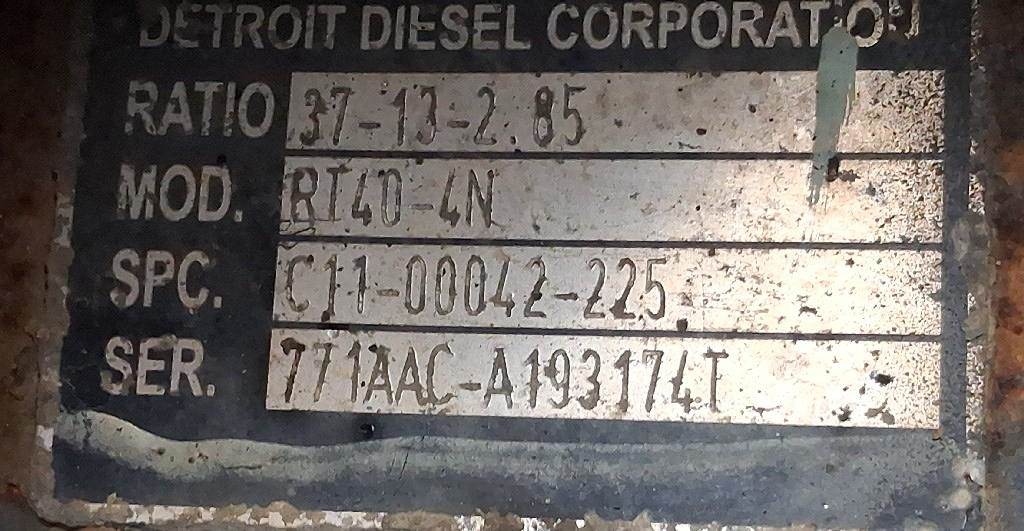 DETROIT DIESEL CORPORATION
RATIO 37-13-2.85
MOD. RT40-4N
SPC. C11-00042-225
SER. 771AAC-A193174T